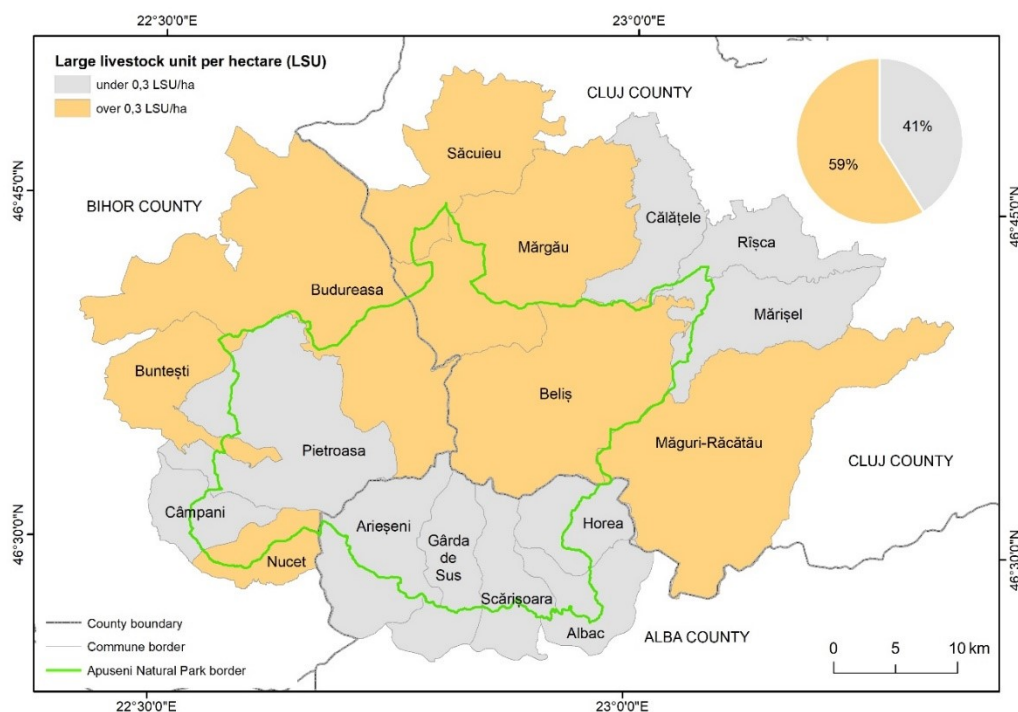 22°30'0"E
23°0'0"E
Large livestock unit per hectare (LSU)
under 0,3 LSU/ha
over 0,3 LSU/ha
CLUJ COUNTY
41%
59%
Săcuieu
46°45'0"N
46°45'0"N
BIHOR COUNTY
Călățele
Rîșca
Mărgău
Budureasa
Mărișel
Buntești
Beliș
Măguri-Răcătău
Pietroasa
CLUJ COUNTY
Câmpani
Arieșeni
Horea
46°30'0"N
Gârda
de
Sus
Nucet
46°30'0"N
Scărișoara
County boundary
Albac
ALBA COUNTY
Commune border
Apuseni Natural Park border
0 5 10 km
22°30'0"E
23°0'0"E